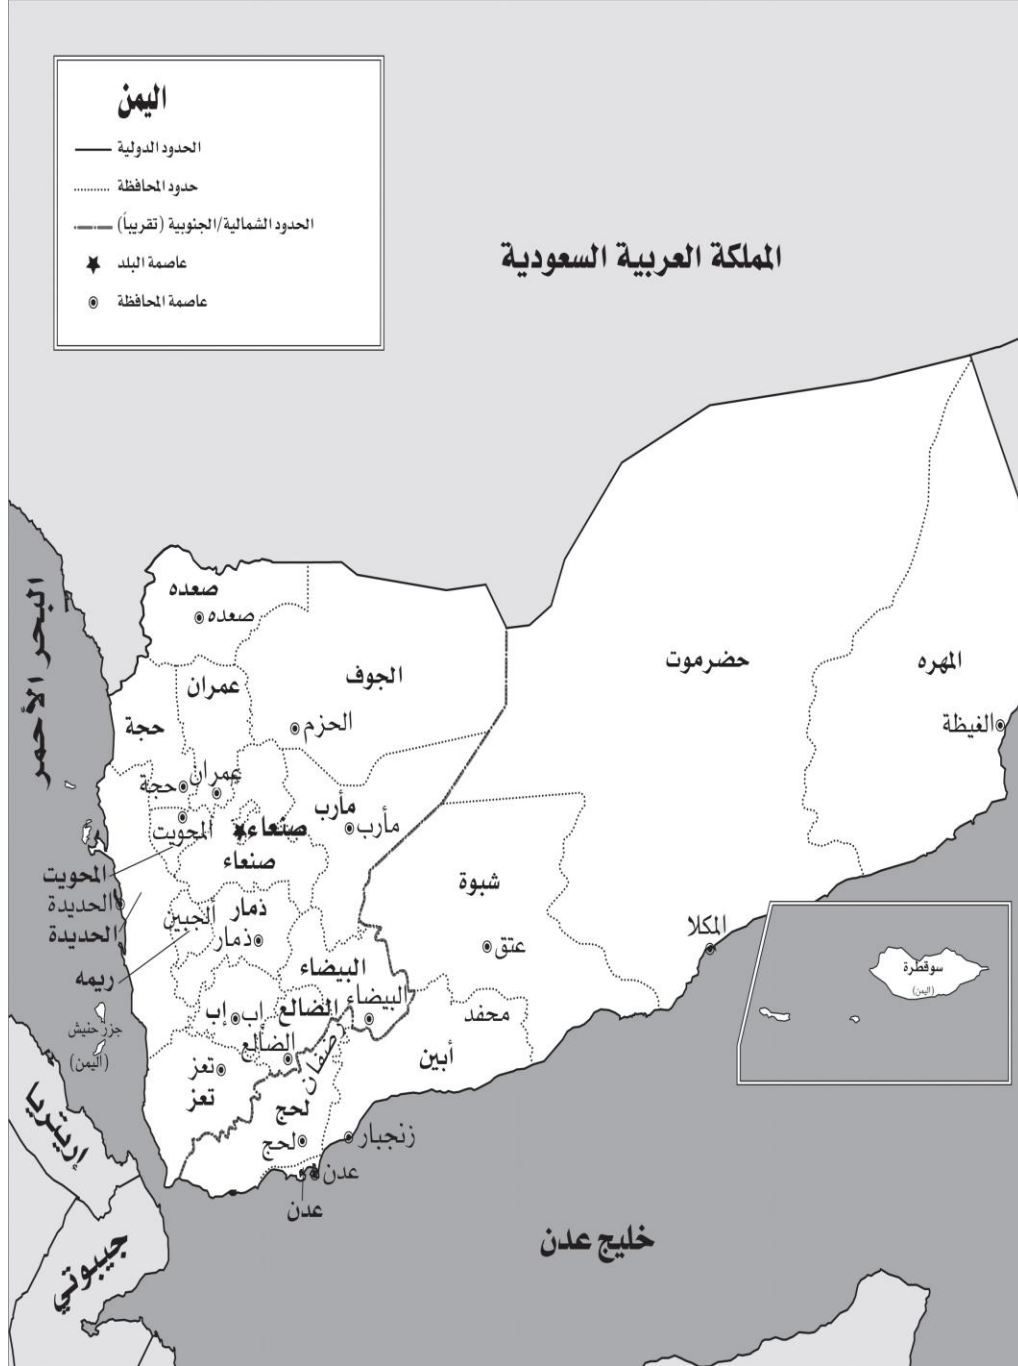 اليمن
الحدود الدولية
حدود المحافظة
الحدود الشمالية/الجنوبية (تقريباً)
عاصمة البلد
عاصمة المحافظة
المملكة العربية السعودية
البحر الأحمر
صعده
صعده
الجوف
حضرموت
المهره
عمران
حجة
الحزم
الغيظة
عمران
حجة
مأرب
مأرب
المحويت
صنعاء
صنعاء
المحويت
شبوة
الحديدة
الجبين
ذمار
ذمار
الحديدة
المكلا
عتق
ريمه
البيضاء
البيضاء
سوقطرة
(اليمن)
إب
إب
الضالع
محفد
جزر حنيش
(اليمن)
الضالع
ضفان
أبين
تعز
تعز
لحج
لحج
زنجبار
عدن
عدن
إريتريا
جيبوتي
خليج عدن